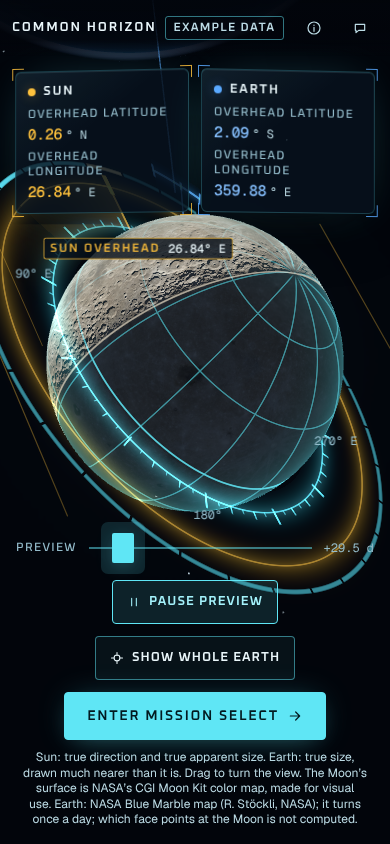 COMMON HORIZON
EXAMPLE DATA
SUN
OVERHEAD LATITUDE
0.26° N
OVERHEAD
LONGITUDE
26.84° E
EARTH
OVERHEAD LATITUDE
2.09° S
OVERHEAD
LONGITUDE
359.88° E
SUN OVERHEAD 26.84° E
90° E
270° E
180°
PREVIEW
+29.5 d
PAUSE PREVIEW
SHOW WHOLE EARTH
ENTER MISSION SELECT →
Sun: true direction and true apparent size. Earth: true size,
drawn much nearer than it is. Drag to turn the view. The Moon's
surface is NASA's CGI Moon Kit color map, made for visual
use. Earth: NASA Blue Marble map (R. Stöckli, NASA); it turns
once a day; which face points at the Moon is not computed.